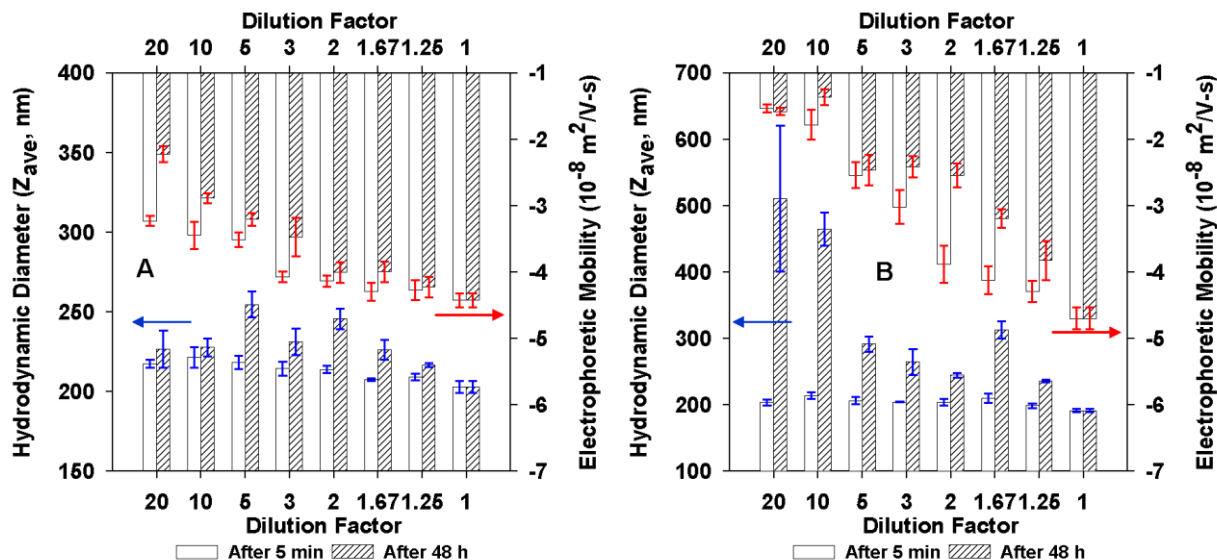 Dilution Factor
20 10 5 3 2 1.67 1.25 1
400
350
300
250
200
150
Hydrodynamic Diameter (Zave, nm)
A
-1
-2
-3
-4
-5
-6
-7
Electrophoretic Mobility (10-8 m2/V-s)
20 10 5 3 2 1.67 1.25 1
Dilution Factor
After 5 min After 48 h
Dilution Factor
20 10 5 3 2 1.67 1.25 1
700
600
500
400
300
200
100
Hydrodynamic Diameter (Zave, nm)
B
-1
-2
-3
-4
-5
-6
-7
Electrophoretic Mobility (10-8 m2/V-s)
20 10 5 3 2 1.67 1.25 1
Dilution Factor
After 5 min After 48 h